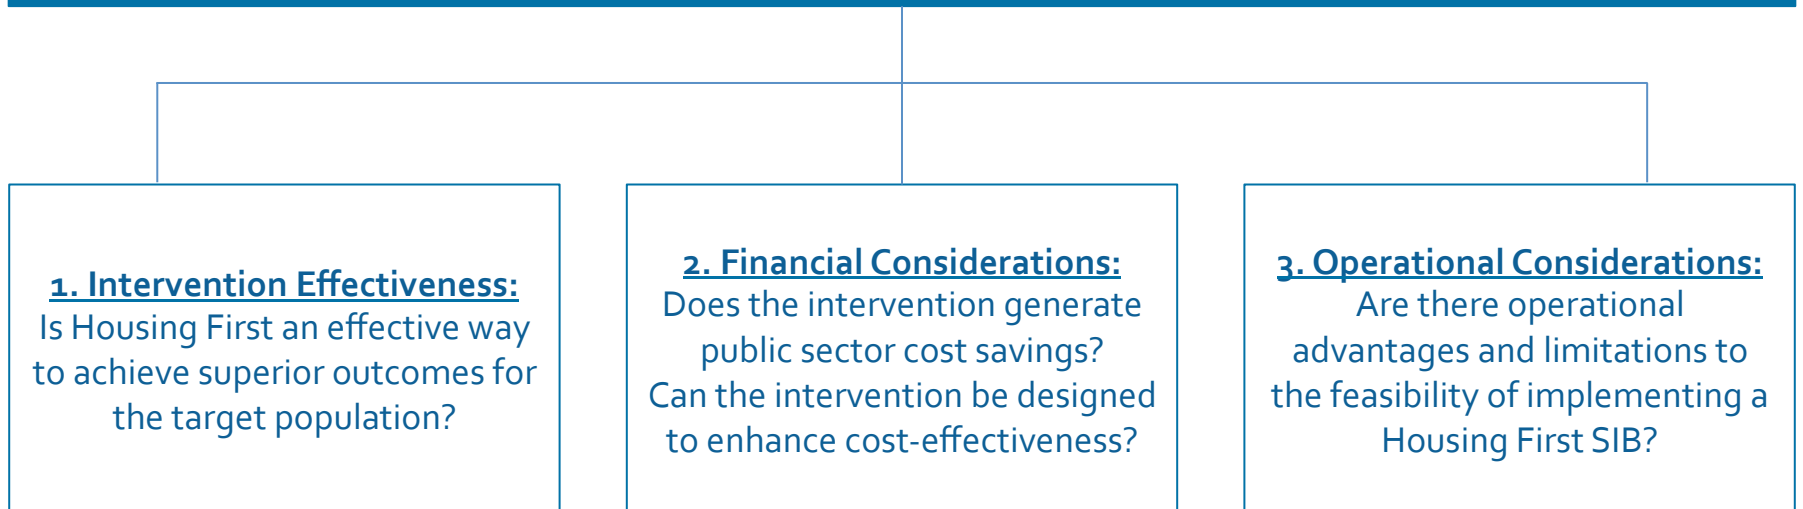 1. Intervention Effectiveness:
Is Housing First an effective way
to achieve superior outcomes for
the target population?
2. Financial Considerations:
Does the intervention generate
public sector cost savings?
Can the intervention be designed
to enhance cost-effectiveness?
3. Operational Considerations:
Are there operational
advantages and limitations to
the feasibility of implementing a
Housing First SIB?